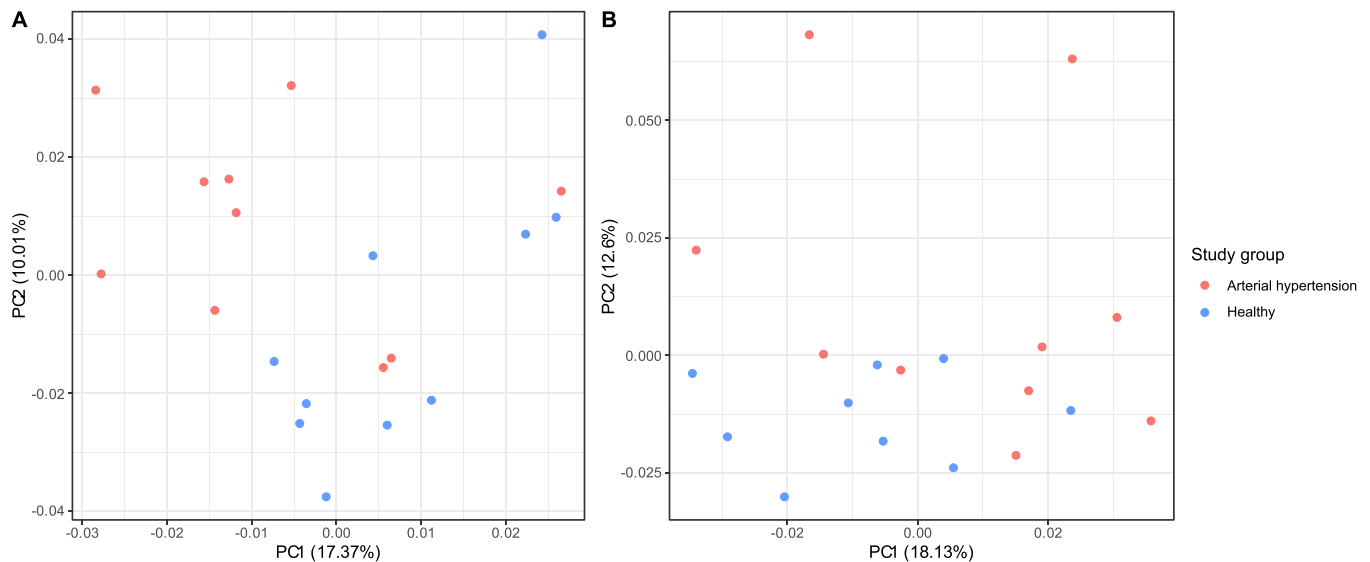 A
0.04
0.02
0.00
-0.02
-0.04
PC2 (10.01%)
-0.03
-0.02
-0.01
0.00
0.01
0.02
PC1 (17.37%)
B
0.050
0.025
0.000
-0.025
PC2 (12.6%)
-0.02
0.00
0.02
PC1 (18.13%)
Study group
Arterial hypertension
Healthy